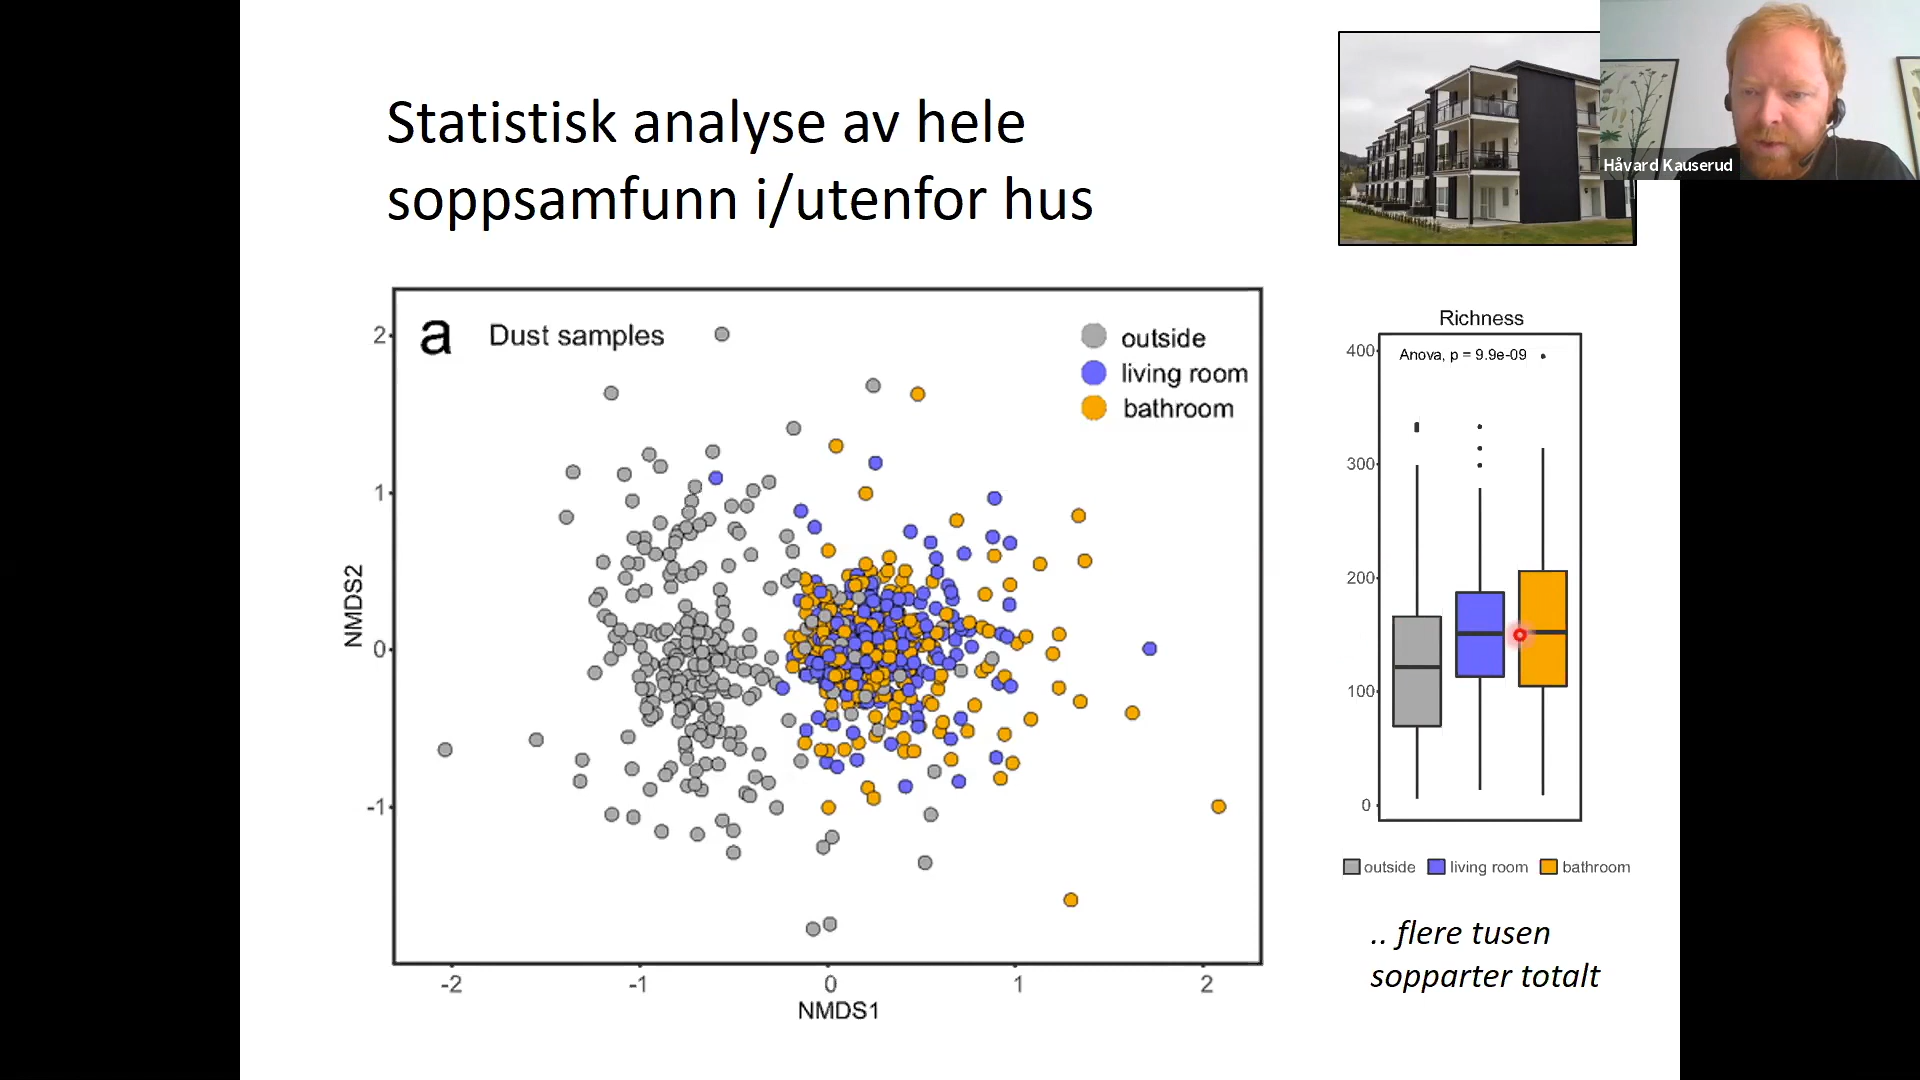 Statistisk analyse av hele
soppsamfunn i/utenfor hus
Håvard Kauserud
a Dust samples
outside
living room
bathroom
2
1
0
-1
NMDS2
-2 -1 0 1 2
NMDS1
Richness
Anova, p = 9.9e-09
400
300
200
100
0
outside living room bathroom
.. flere tusen
sopparter totalt